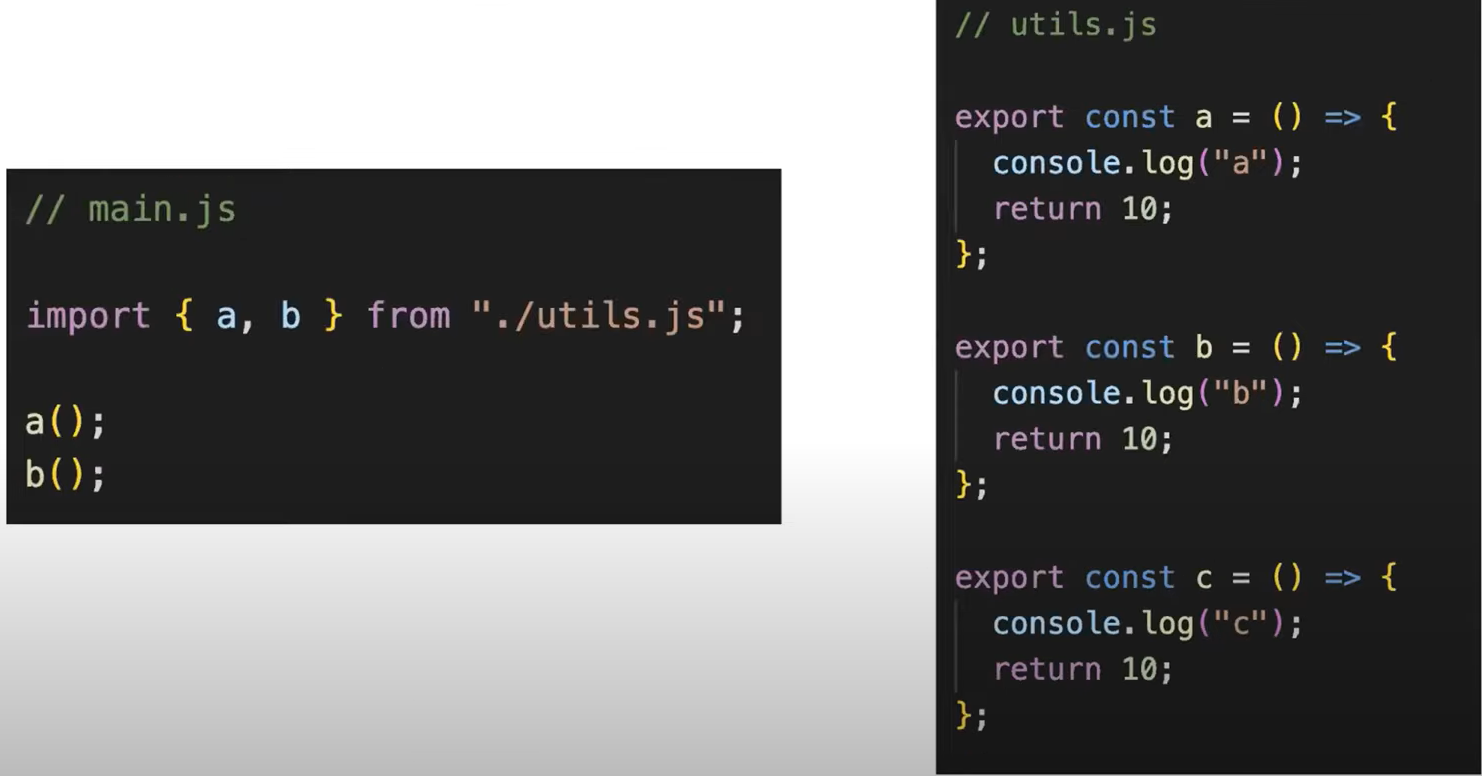 // main.js
import { a, b } from "./utils.js";
a();
b();
// utils.js
export const a = () => {
  console.log("a");
  return 10;
};
export const b = () => {
  console.log("b");
  return 10;
};
export const c = () => {
  console.log("c");
  return 10;
};